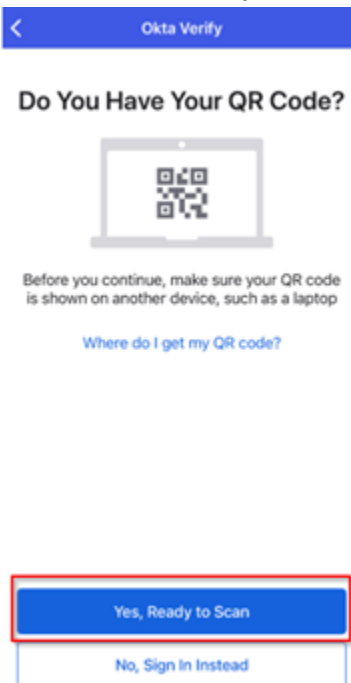 Okta Verify
Do You Have Your QR Code?
Before you continue, make sure your QR code
is shown on another device, such as a laptop
Where do I get my QR code?
Yes, Ready to Scan
No, Sign In Instead